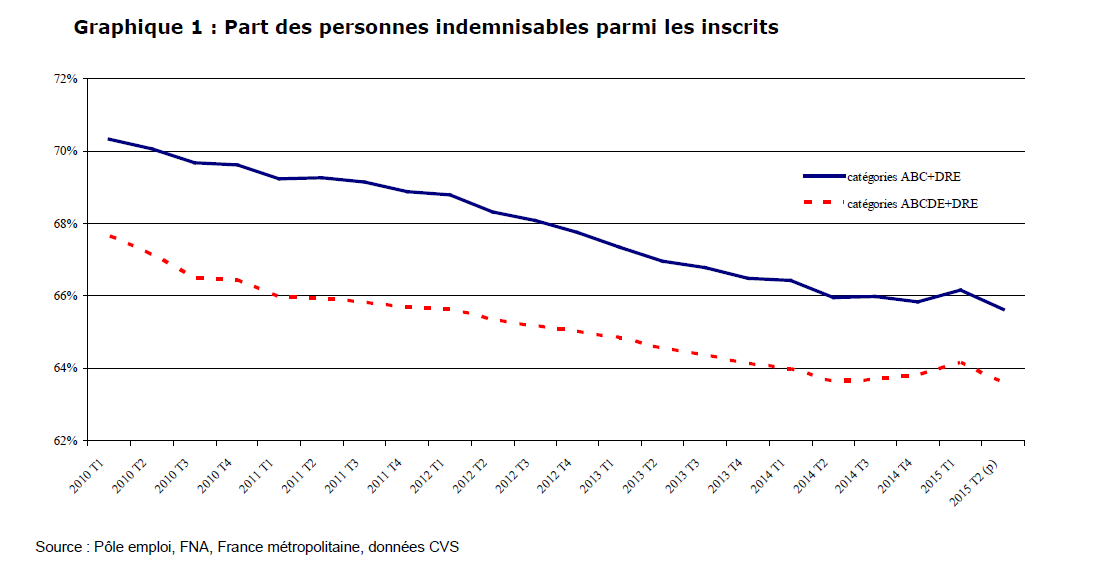 Graphique 1 : Part des personnes indemnisables parmi les inscrits
72%
70%
68%
66%
64%
62%
catégories ABC+DRE
catégories ABCDE+DRE
2010 T1
2010 T2
2010 T3
2010 T4
2011 T1
2011 T2
2011 T3
2011 T4
2012 T1
2012 T2
2012 T3
2012 T4
2013 T1
2013 T2
2013 T3
2013 T4
2014 T1
2014 T2
2014 T3
2014 T4
2015 T1
2015 T2 (p)
Source : Pôle emploi, FNA, France métropolitaine, données CVS